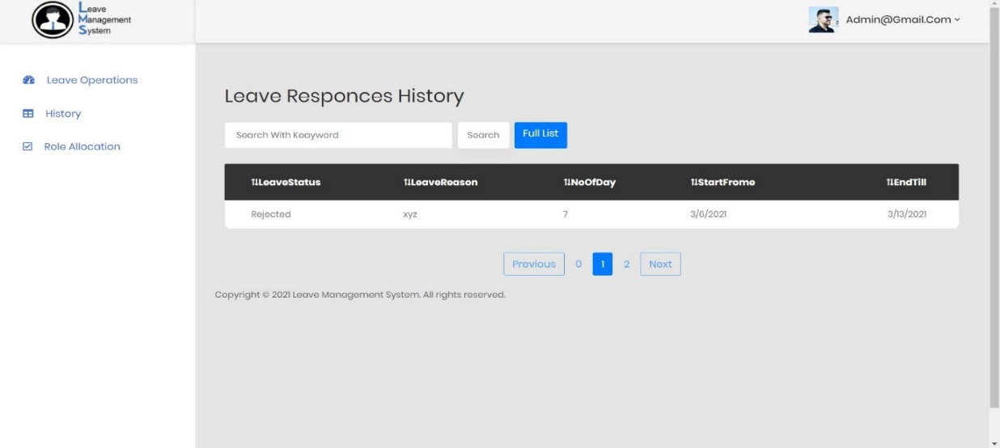 Leave
Management
System
Admin@Gmail.Com
Leave Operations
History
Role Allocation
Leave Responces History
Search With Keayword Search Full List
⇅LeaveStatus ⇅LeaveReason ⇅NoOfDay ⇅StartFrome ⇅EndTill
Rejected xyz 7 3/6/2021 3/13/2021
Previous 0 1 2 Next
Copyright © 2021 Leave Management System. All rights reserved.